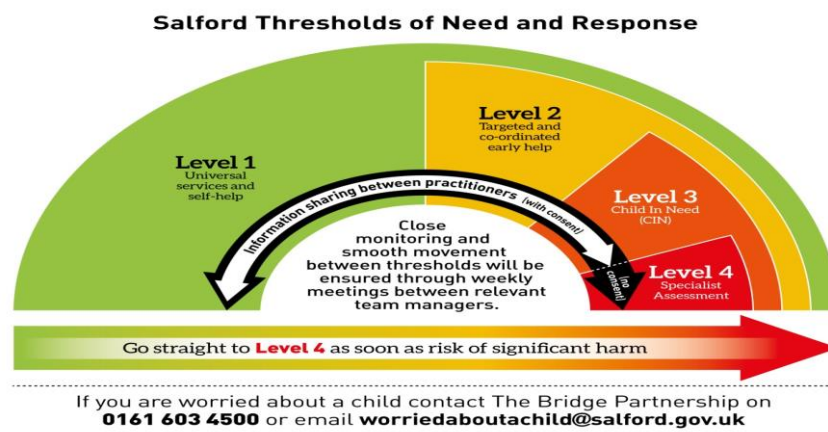 Salford Thresholds of Need and Response
Level 1
Universal
services and
self-help
Level 2
Targeted and
co-ordinated
early help
Level 3
Child In Need
(CIN)
Level 4
Specialist
Assessment
Information sharing between practitioners (with consent)
(no
consent)
Close
monitoring and
smooth movement
between thresholds will be
ensured through weekly
meetings between relevant
team managers.
Go straight to Level 4 as soon as risk of significant harm
If you are worried about a child contact The Bridge Partnership on
0161 603 4500 or email worriedaboutachild@salford.gov.uk